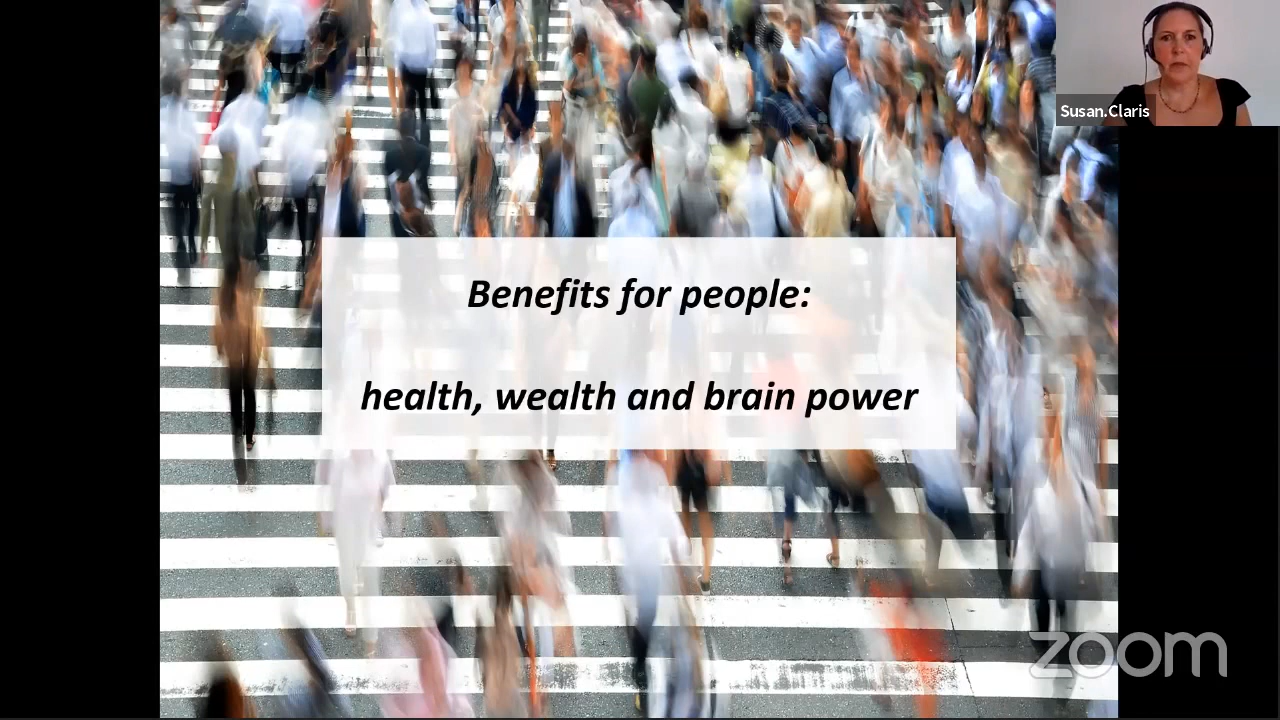 Susan.Claris
Benefits for people:
health, wealth and brain power
zoom